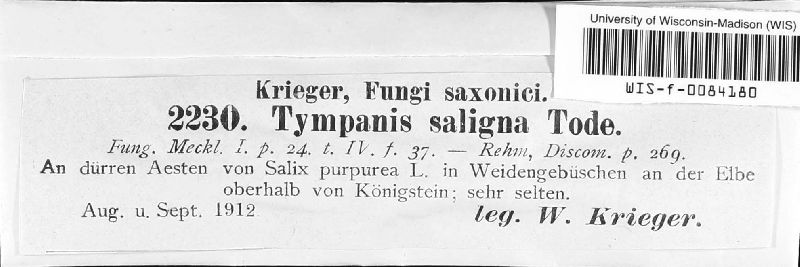 University of Wisconsin-Madison (WIS)
WIS-f-0084180
Krieger, Fungi saxonici.
2230. Tympanis saligna Tode.
Fung. Meckl. I. p. 24. t. IV. f. 37. — Rehm, Discom. p. 269.
An dürren Aesten von Salix purpurea L. in Weidengebüschen an der Elbe
oberhalb von Königstein; sehr selten.
Aug. u. Sept. 1912 leg. W. Krieger.